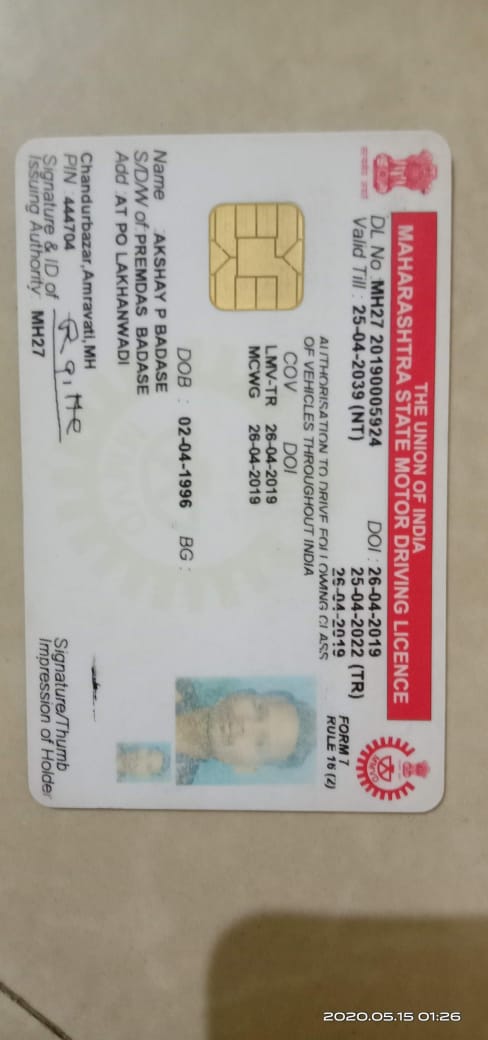 THE UNION OF INDIA
MAHARASHTRA STATE MOTOR DRIVING LICENCE
DL No : MH27 20190005924 DOI : 26-04-2019
Valid Till : 25-04-2039 (NT) 25-04-2022 (TR)
26-04-2019
FORM 7
RULE 16 (2)
AUTHORISATION TO DRIVE FOLLOWING CLASS
OF VEHICLES THROUGHOUT INDIA
COV DOI
LMV-TR 26-04-2019
MCWG 26-04-2019
DOB : 02-04-1996 BG :
Name : AKSHAY P BADASE
S/D/W of : PREMDAS BADASE
Add : AT PO LAKHANWADI
Chandurbazar,Amravati,MH
PIN : 444704
Signature & ID of
Issuing Authority: MH27
Signature/Thumb
Impression of Holder
2020.05.15 01:26